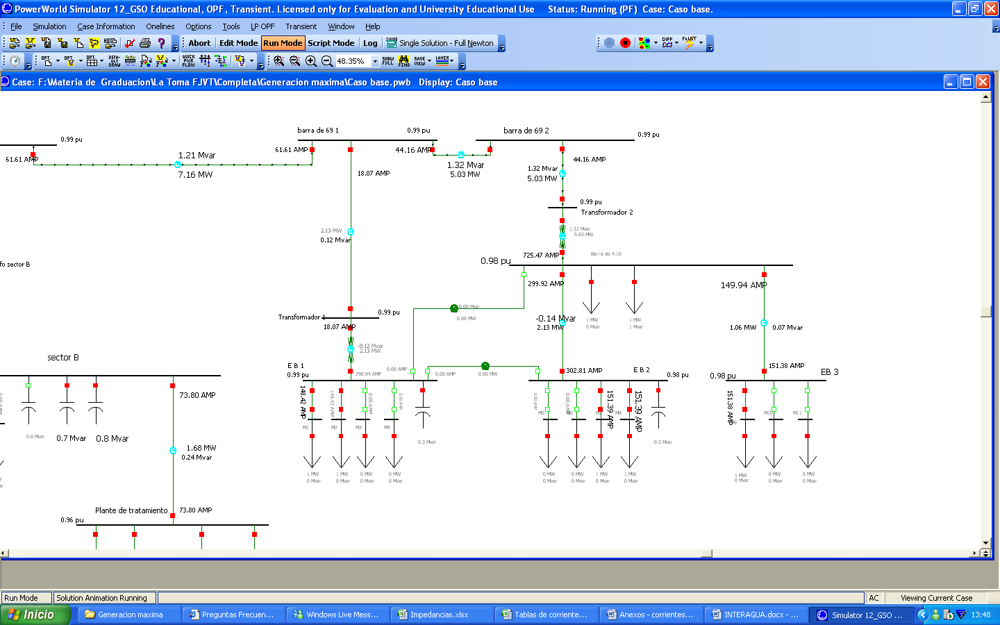 PowerWorld Simulator 12_GSO Educational, OPF, Transient. Licensed only for Evaluation and University Educational Use     Status: Running (PF)  Case: Caso base.
File   Simulation   Case Information   Onelines   Options   Tools   LP OPF   Transient   Window   Help
Abort   Edit Mode   Run Mode   Script Mode   Log   Single Solution - Full Newton
48.35%
Case: F:\Materia de  Graduacion\La Toma FJVT\Completa\Generacion maxima\Caso base.pwb   Display: Caso base
barra de 69 1   0.99 pu   barra de 69 2   0.99 pu
0.99 pu
61.61 AMP   1.21 Mvar   61.61 AMP   44.16 AMP   44.16 AMP
7.16 MW   1.32 Mvar   1.32 Mvar
18.07 AMP   5.03 MW   5.03 MW
0.99 pu
Transformador 2
2.13 MW   1.32 Mvar
0.12 Mvar   5.03 MW
725.47 AMP   Barra de 4.16
fo sector B   0.98 pu
299.92 AMP   149.94 AMP
0.00 Mvar
0.00 MW
Transformador 1   0.99 pu   -0.14 Mvar   1 MW   1 MW
18.07 AMP   2.13 MW   0 Mvar   1 Mvar   1.06 MW   0.07 Mvar
-0.12 Mvar
2.13 MW
sector B   E B 1   0.00 AMP   302.81 AMP   E B 2   151.38 AMP
0.99 pu   296.94 AMP   0.00 AMP   0.00 MW   0.98 pu   0.98 pu   EB 3
73.80 AMP   148.42 AMP   148.42 AMP   0.00 AMP   0.00 AMP   0.00 AMP   0.00 AMP   151.39 AMP   151.39 AMP   151.38 AMP
M1   M2   M3   M4   M5   M6   M8   M10   M11
0.0 Mvar   0.7 Mvar   0.8 Mvar   0.3 Mvar   0.3 Mvar
1.68 MW
0.24 Mvar
1 MW   1 MW   0 MW   0 MW   0 MW   0 MW   1 MW   1 MW   1 MW   0 MW   0 MW
0 Mvar   0 Mvar   0 Mvar   0 Mvar   0 Mvar   0 Mvar   0 Mvar   0 Mvar   0 Mvar   0 Mvar   0 Mvar
Plante de tratamiento   73.80 AMP
0.96 pu
Run Mode   Solution Animation Running   AC   Viewing Current Case
Inicio   Generacion maxima   Preguntas Frecuen...   Windows Live Mess...   Impedancias.xlsx   Tablas de corriente...   Anexos - corrientes...   INTERAGUA.docx - ...   Simulator 12_GSO ...   13:48